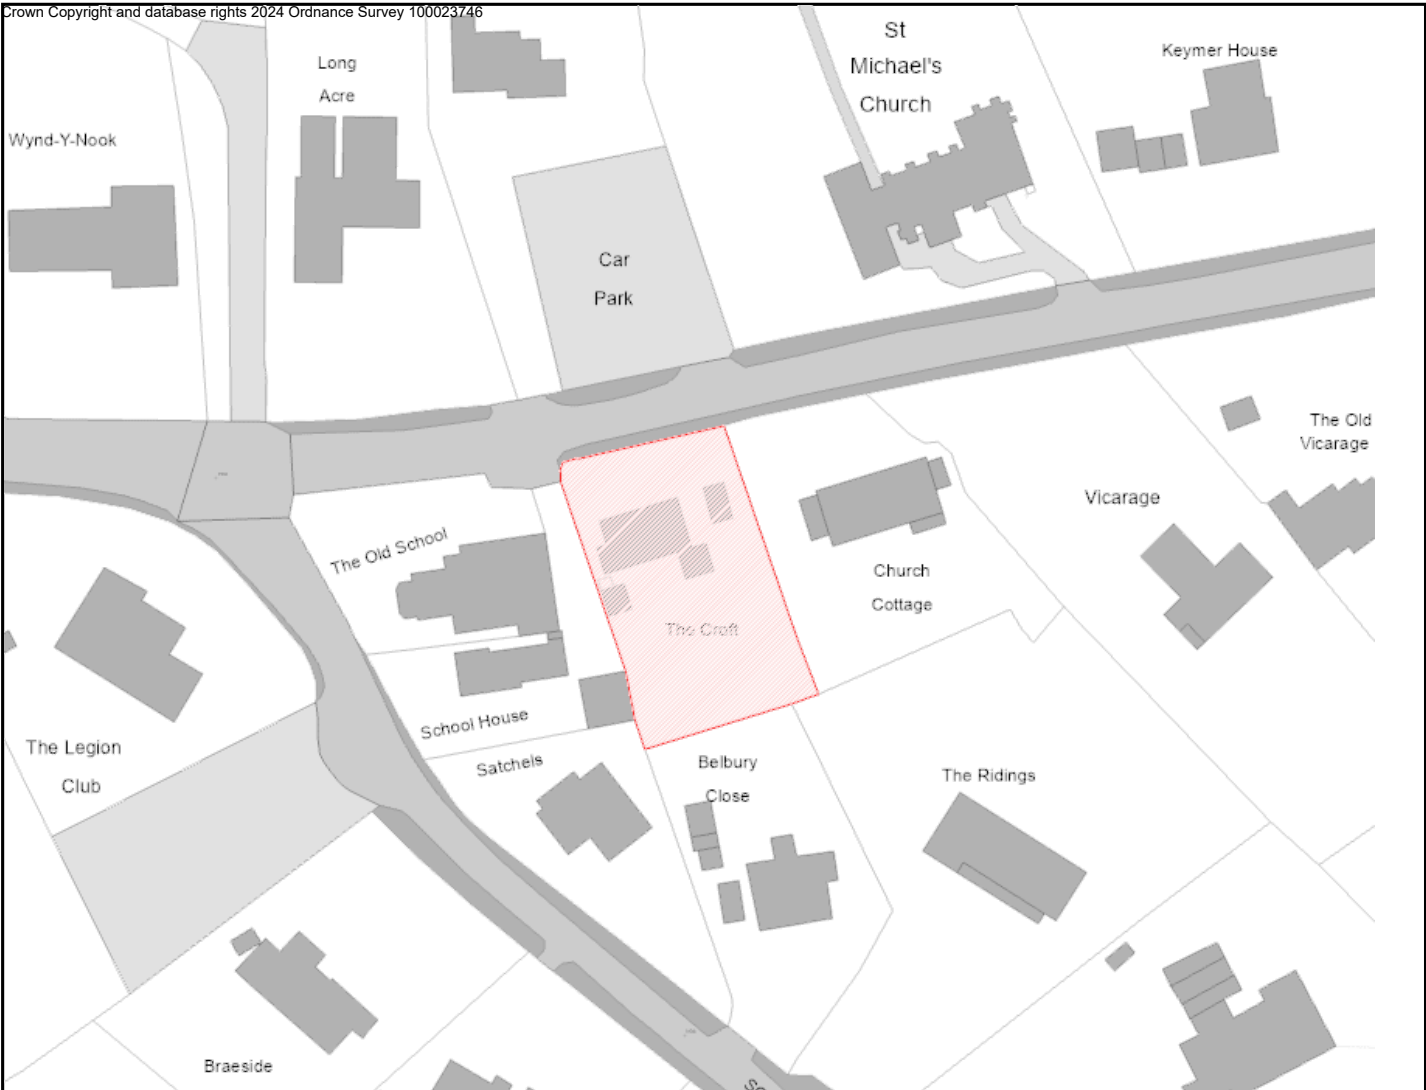 Crown Copyright and database rights 2024 Ordnance Survey 100023746
St
Michael's
Church
Keymer House
Long
Acre
Wynd-Y-Nook
Car
Park
The Old
Vicarage
Vicarage
The Old School
Church
Cottage
The Croft
School House
The Legion
Club
Satchels
Belbury
Close
The Ridings
Braeside